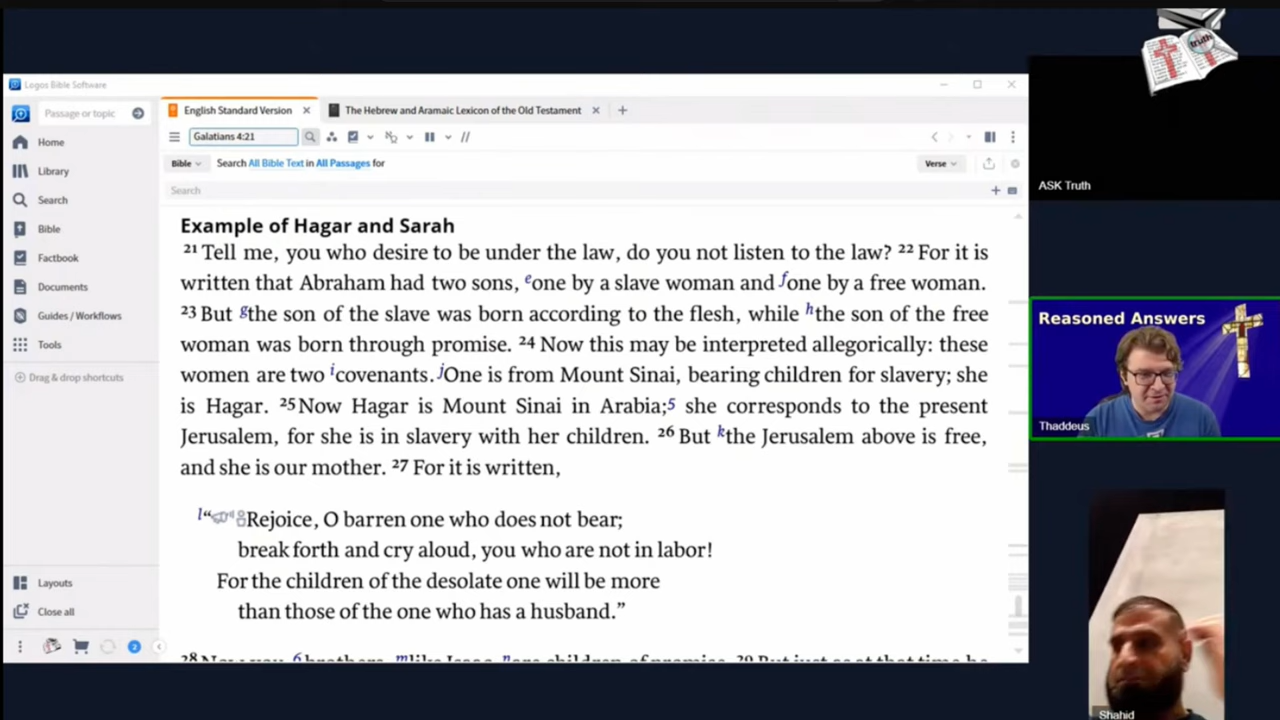 Logos Bible Software
Passage or topic
Home
Library
Search
Bible
Factbook
Documents
Guides / Workflows
Tools
Drag & drop shortcuts
Layouts
Close all
2
English Standard Version
The Hebrew and Aramaic Lexicon of the Old Testament
Galatians 4:21
Bible
Search All Bible Text in All Passages for
Verse
Search
Example of Hagar and Sarah
21 Tell me, you who desire to be under the law, do you not listen to the law? 22 For it is
written that Abraham had two sons, e one by a slave woman and f one by a free woman.
23 But g the son of the slave was born according to the flesh, while h the son of the free
woman was born through promise. 24 Now this may be interpreted allegorically: these
women are two i covenants. j One is from Mount Sinai, bearing children for slavery; she
is Hagar. 25 Now Hagar is Mount Sinai in Arabia; 5 she corresponds to the present
Jerusalem, for she is in slavery with her children. 26 But k the Jerusalem above is free,
and she is our mother. 27 For it is written,
l “Rejoice, O barren one who does not bear;
break forth and cry aloud, you who are not in labor!
For the children of the desolate one will be more
than those of the one who has a husband.”
truth
ASK Truth
Reasoned Answers
Thaddeus
Shahid